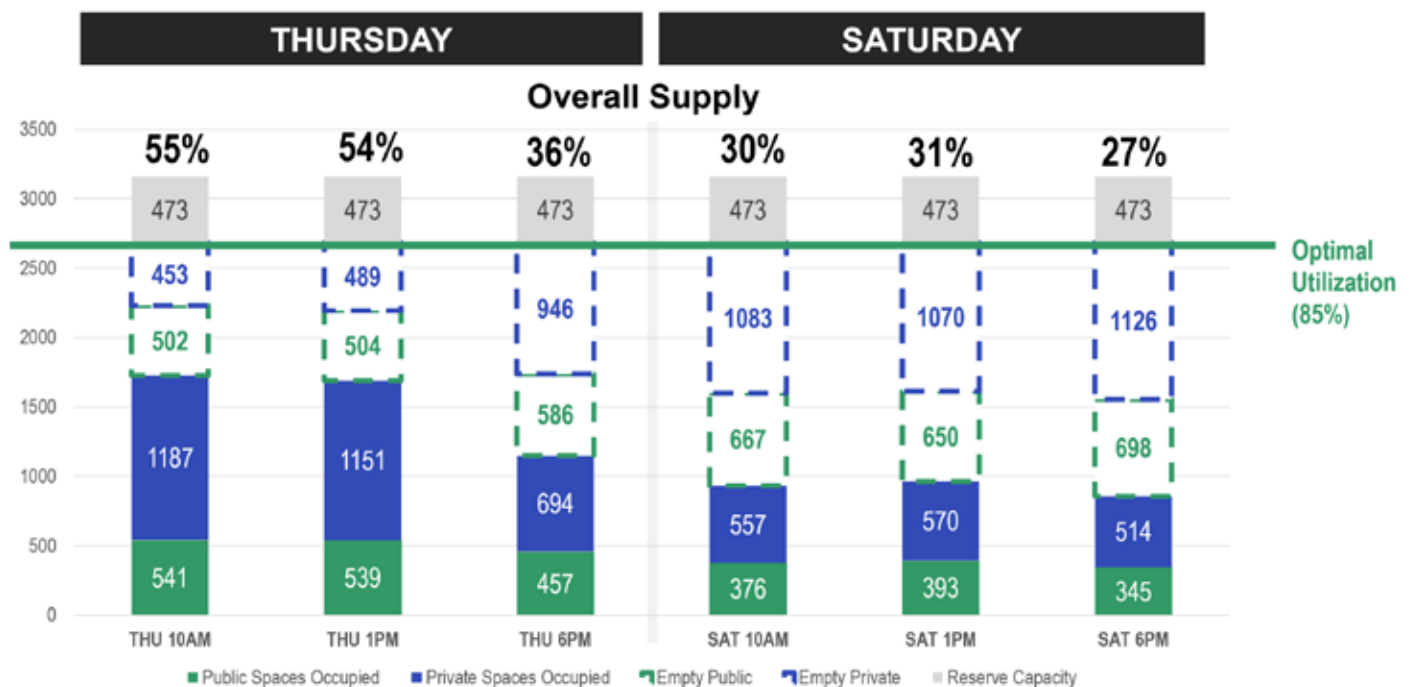 THURSDAY SATURDAY
Overall Supply
3500
55% 54% 36% 30% 31% 27%
3000
473 473 473 473 473 473
Optimal
Utilization
(85%)
2500
453 489 946 1083 1070 1126
2000
502 504 586 667 650 698
1500
1187 1151 694 557 570 514
1000
500
541 539 457 376 393 345
0
THU 10AM THU 1PM THU 6PM SAT 10AM SAT 1PM SAT 6PM
Public Spaces Occupied Private Spaces Occupied Empty Public Empty Private Reserve Capacity